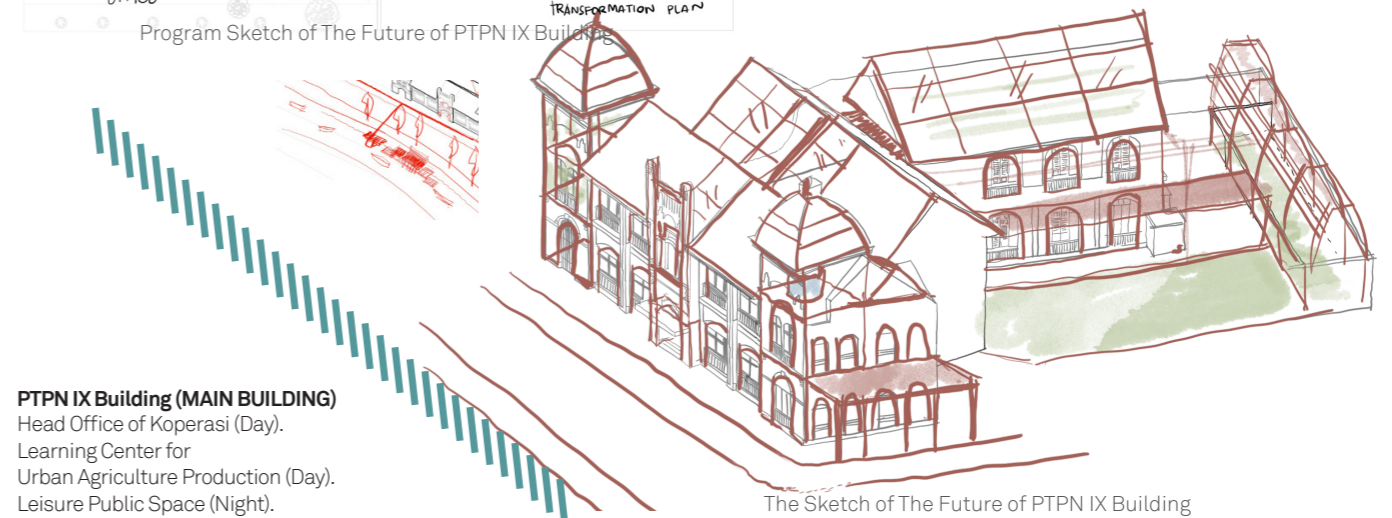 TRANSFORMATION PLAN
Program Sketch of The Future of PTPN IX Building
PTPN IX Building (MAIN BUILDING)
Head Office of Koperasi (Day).
Learning Center for
Urban Agriculture Production (Day).
Leisure Public Space (Night).
The Sketch of The Future of PTPN IX Building